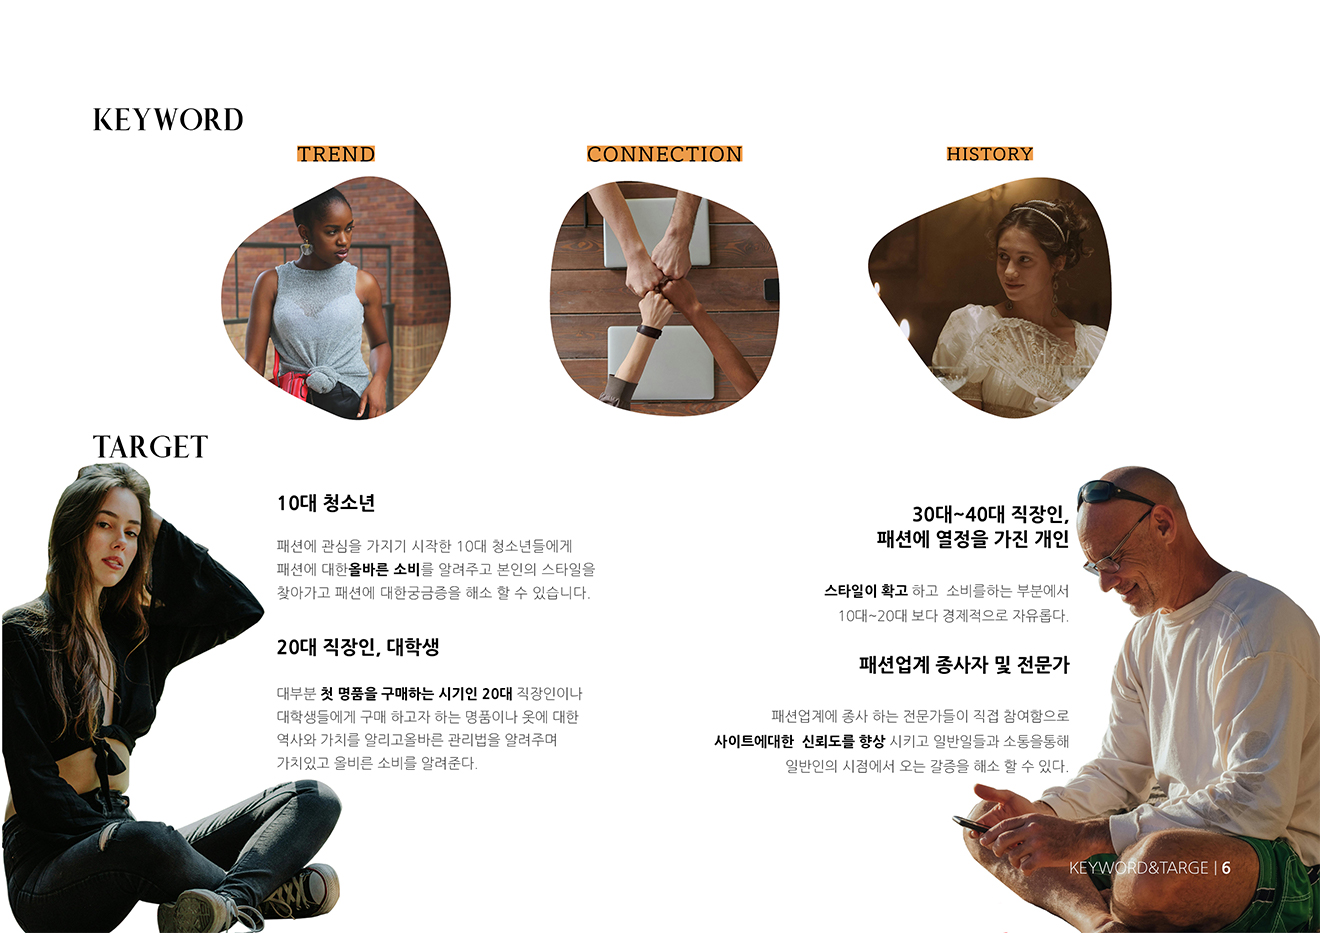 KEYWORD
TREND
CONNECTION
HISTORY
TARGET
10대 청소년
패션에 관심을 가지기 시작한 10대 청소년들에게
패션에 대한올바른 소비를 알려주고 본인의 스타일을
찾아가고 패션에 대한궁금증을 해소 할 수 있습니다.
20대 직장인, 대학생
대부분 첫 명품을 구매하는 시기인 20대 직장인이나
대학생들에게 구매 하고자 하는 명품이나 옷에 대한
역사와 가치를 알리고올바른 관리법을 알려주며
가치있고 올비른 소비를 알려준다.
30대~40대 직장인,
패션에 열정을 가진 개인
스타일이 확고 하고 소비를하는 부분에서
10대~20대 보다 경제적으로 자유롭다.
패션업계 종사자 및 전문가
패션업계에 종사 하는 전문가들이 직접 참여함으로
사이트에대한 신뢰도를 향상 시키고 일반일들과 소통을통해
일반인의 시점에서 오는 갈증을 해소 할 수 있다.
KEYWORD&TARGE | 6